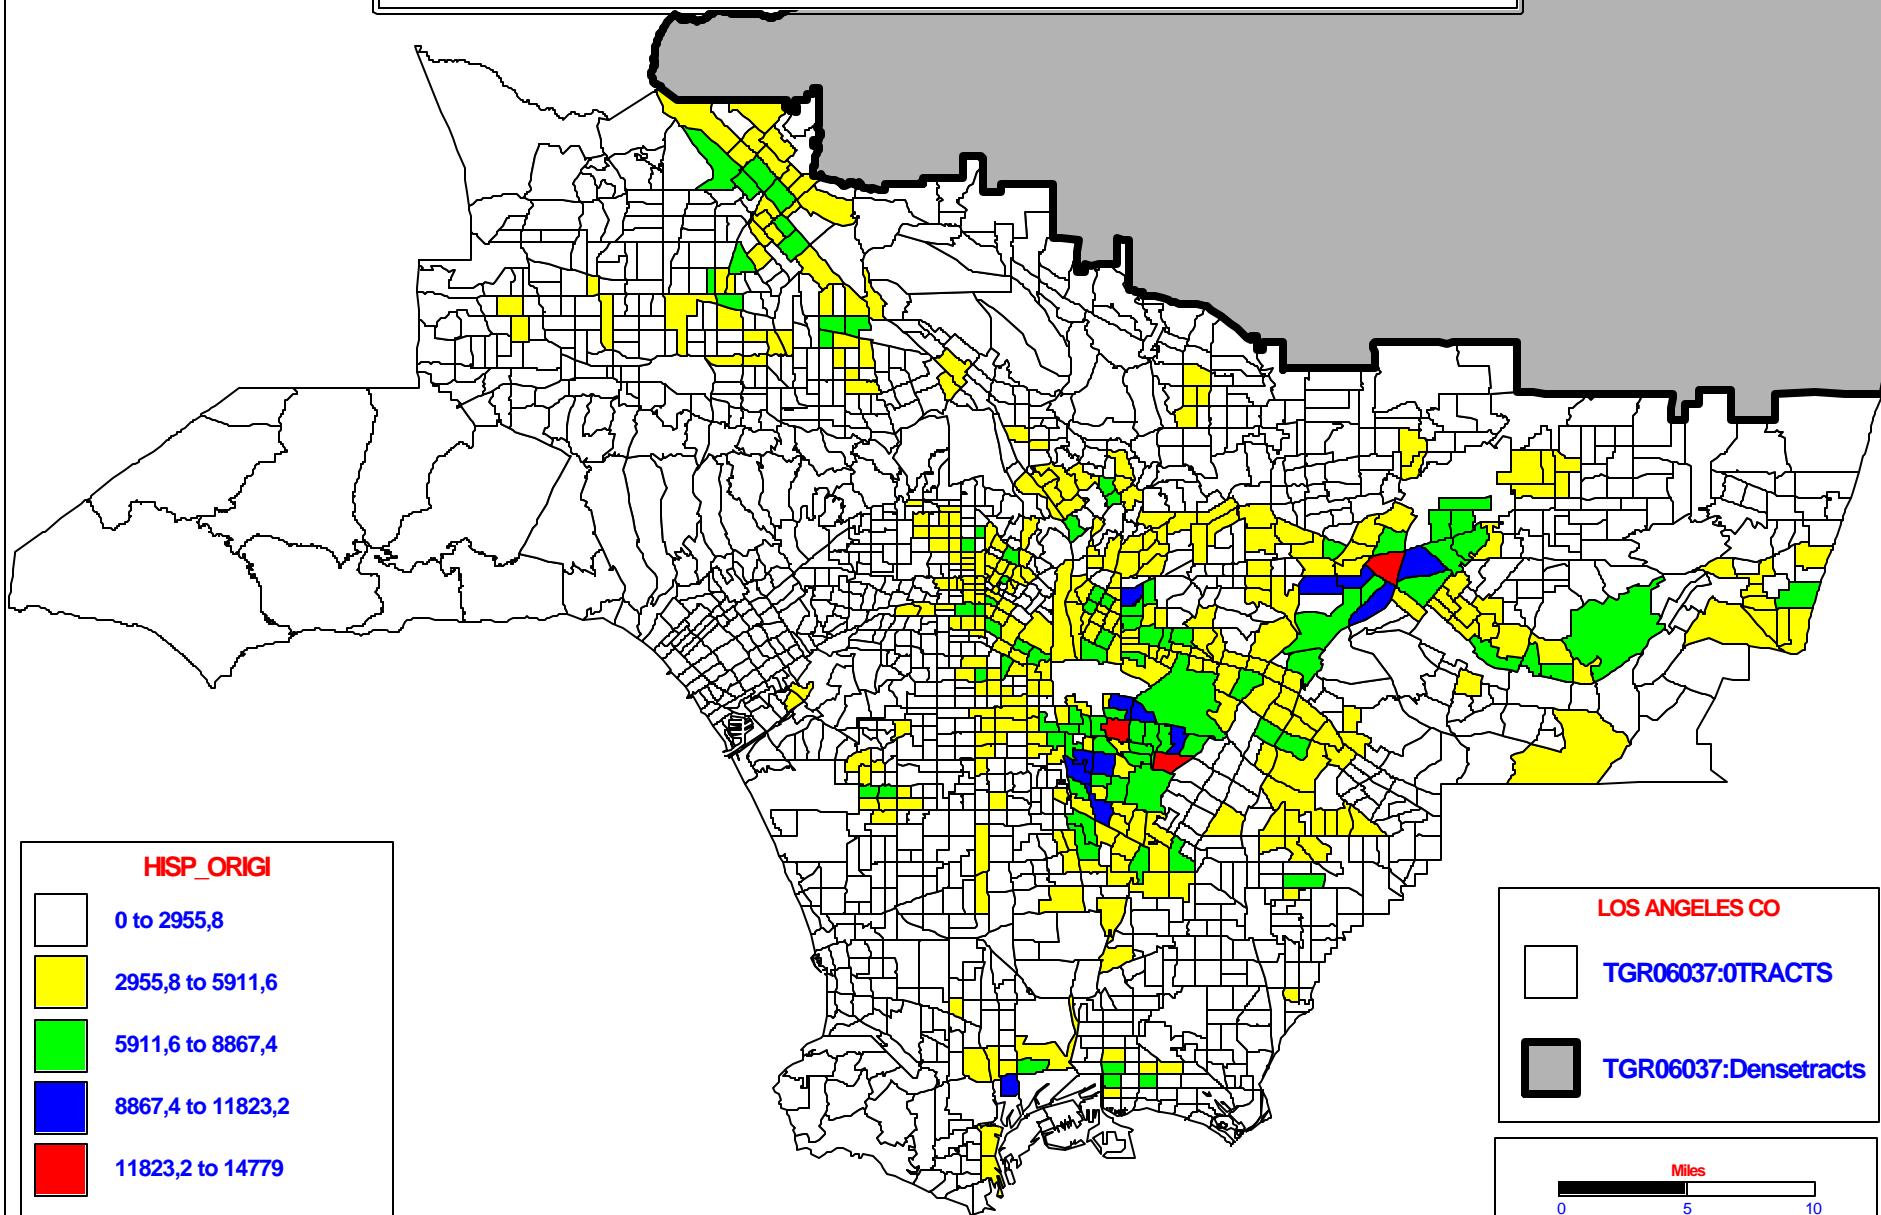 HISP_ORIGI
0 to 2955,8
2955,8 to 5911,6
5911,6 to 8867,4
8867,4 to 11823,2
11823,2 to 14779
LOS ANGELES CO
TGR06037:0TRACTS
TGR06037:Densetracts
Miles
0 5 10